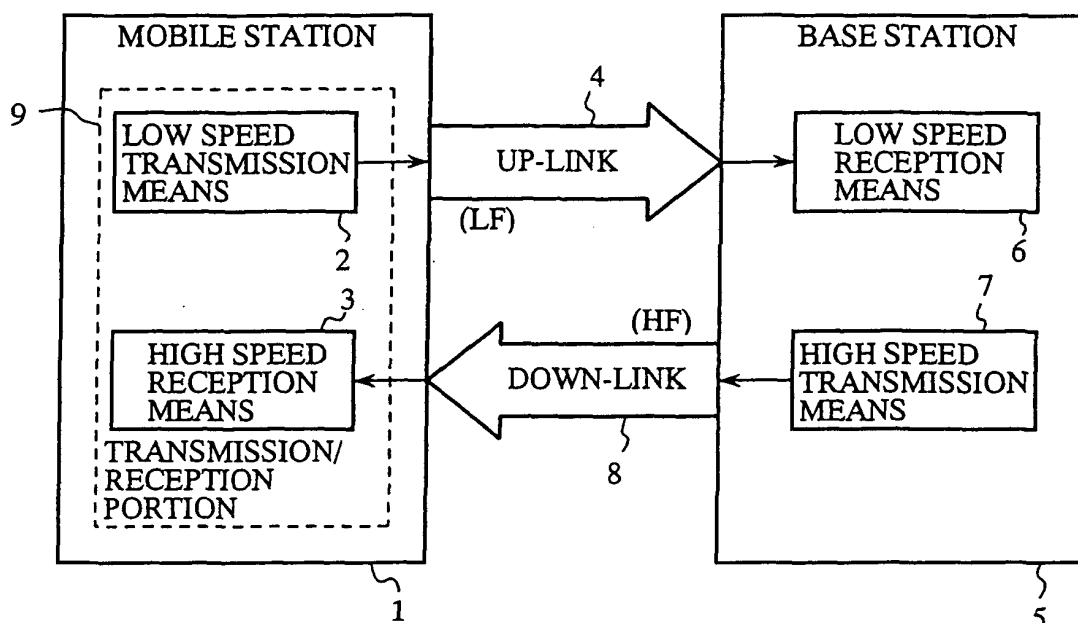 MOBILE STATION
BASE STATION
9
LOW SPEED
TRANSMISSION
MEANS
2
4
UP-LINK
(LF)
LOW SPEED
RECEPTION
MEANS
6
3
HIGH SPEED
RECEPTION
MEANS
TRANSMISSION/
RECEPTION
PORTION
(HF)
DOWN-LINK
8
7
HIGH SPEED
TRANSMISSION
MEANS
1
5